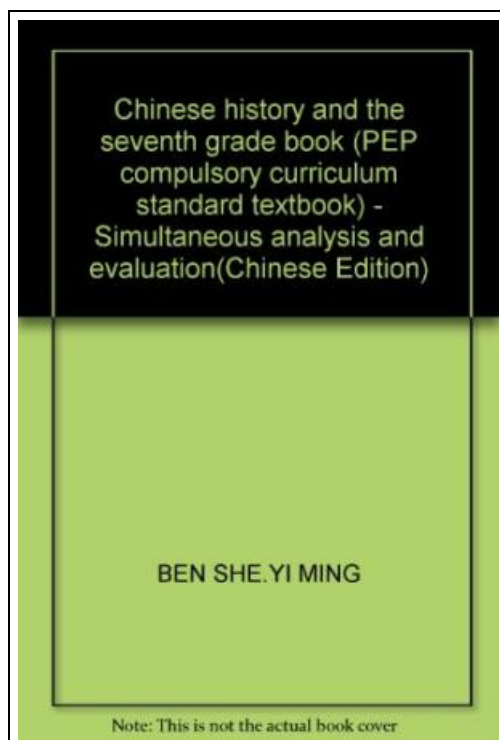 Chinese history and the
seventh grade book (PEP
compulsory curriculum
standard textbook) -
Simultaneous analysis and
evaluation(Chinese Edition)
BEN SHE.YI MING
Note: This is not the actual book cover